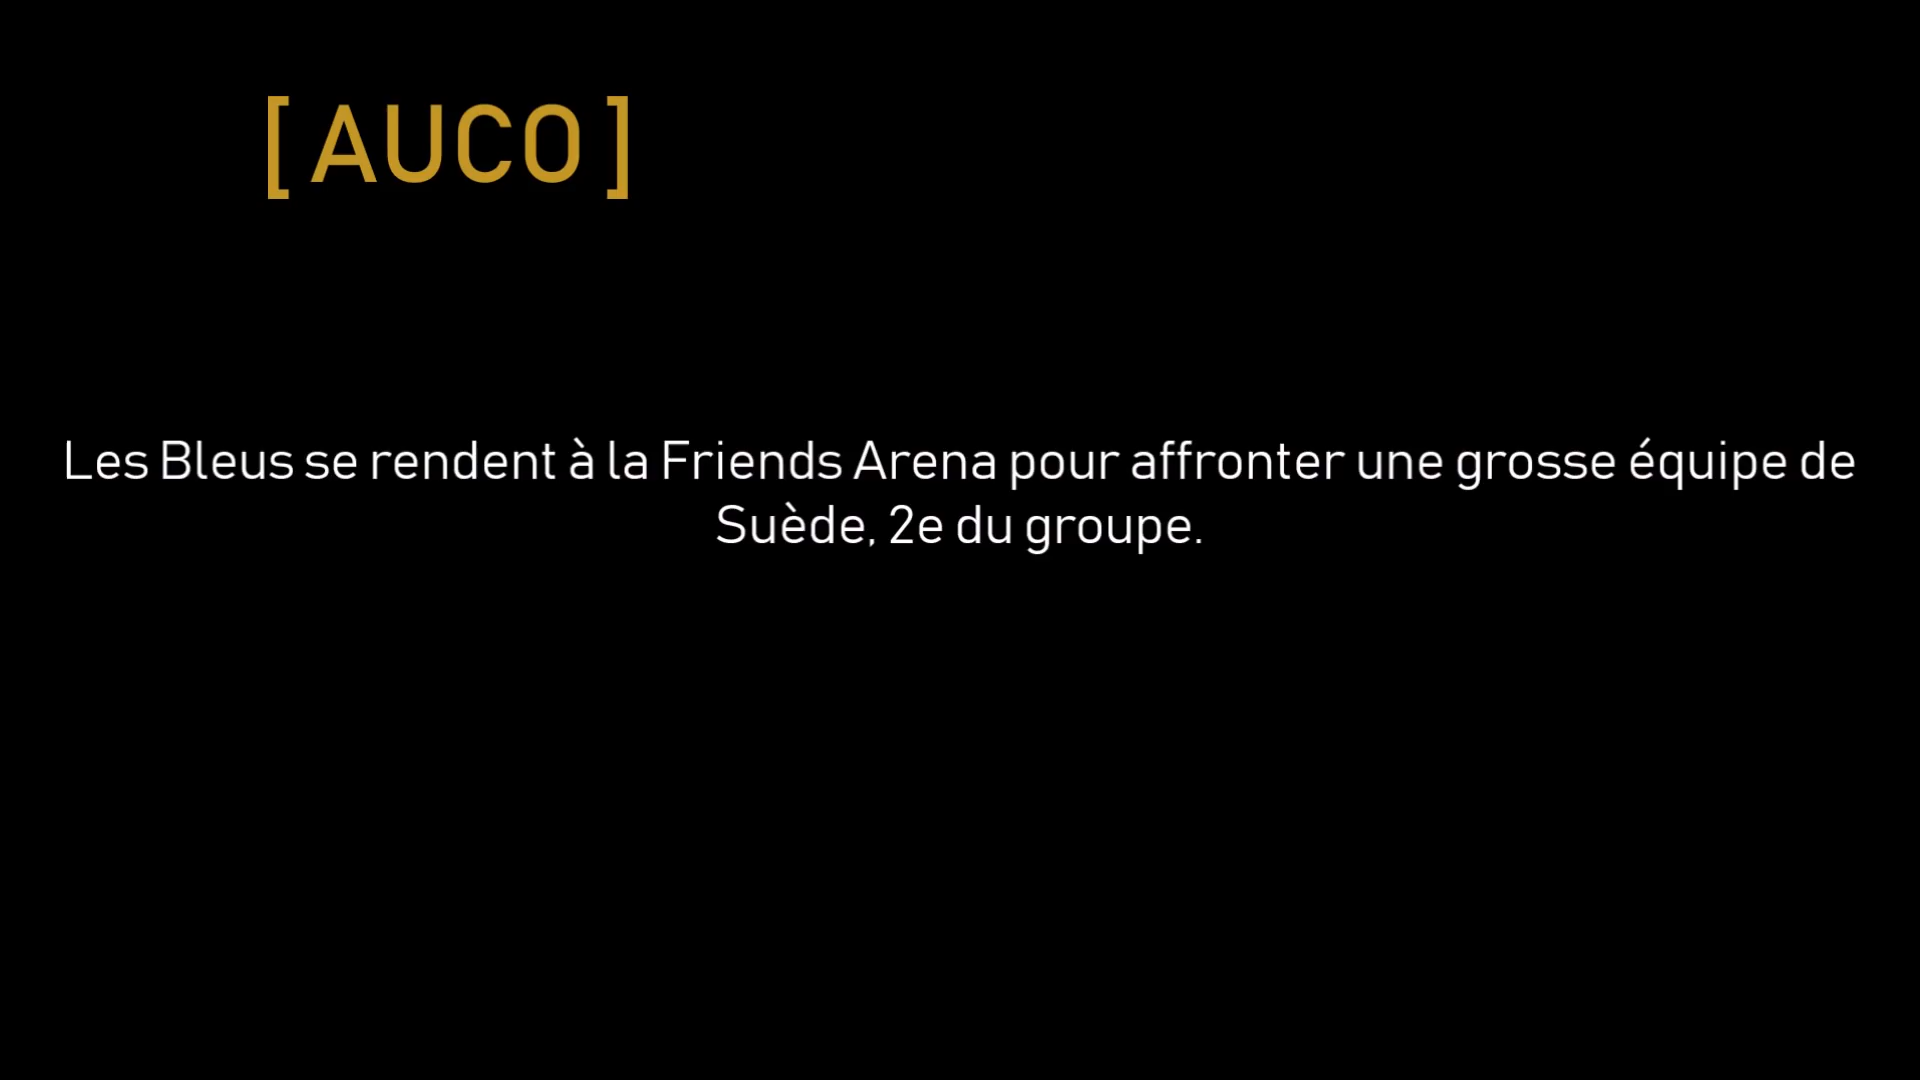 [ AUCO ]
Les Bleus se rendent à la Friends Arena pour affronter une grosse équipe de
Suède, 2e du groupe.